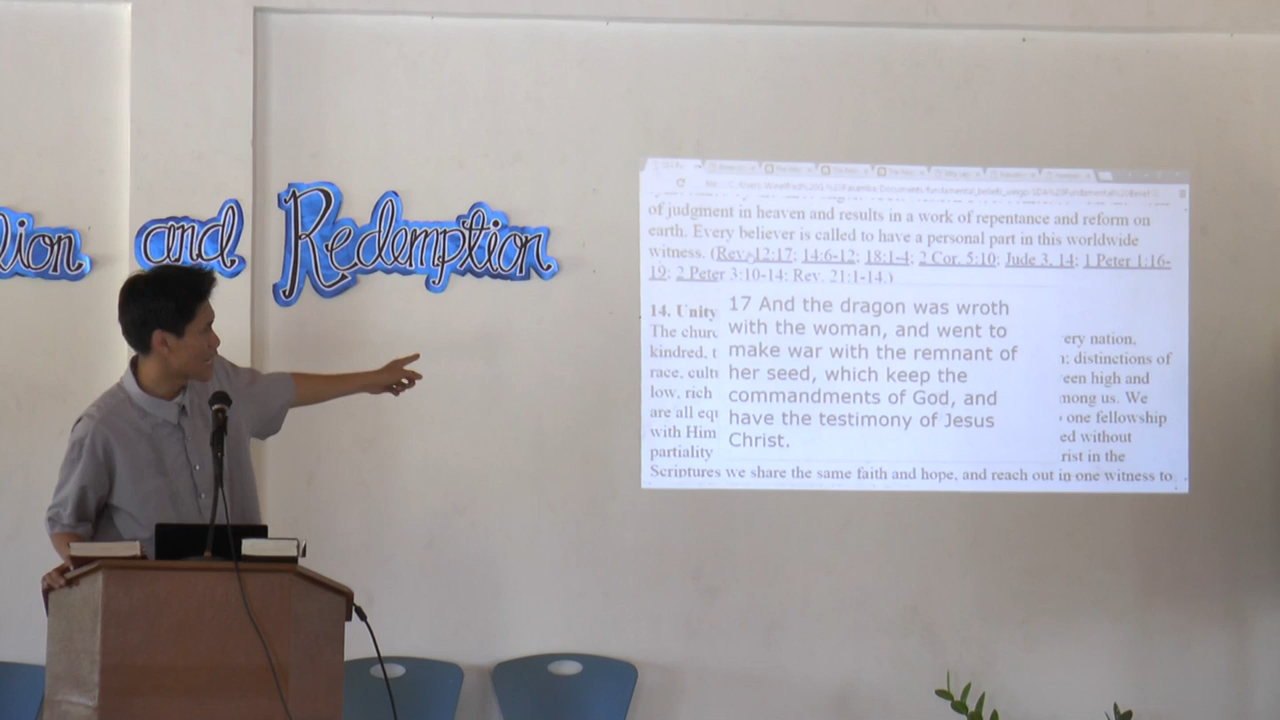 tion and Redemption
of judgment in heaven and results in a work of repentance and reform on
earth. Every believer is called to have a personal part in this worldwide
witness. (Rev. 12:17; 14:6-12; 18:1-4; 2 Cor. 5:10; Jude 3, 14; 1 Peter 1:16-
19; 2 Peter 3:10-14; Rev. 21:1-14.)
14. Unity
The churc
ery nation,
kindred, t
; distinctions of
race, cultu
een high and
low, rich
mong us. We
are all equ
one fellowship
with Him
ed without
partiality
rist in the
Scriptures we share the same faith and hope, and reach out in one witness to
17 And the dragon was wroth
with the woman, and went to
make war with the remnant of
her seed, which keep the
commandments of God, and
have the testimony of Jesus
Christ.